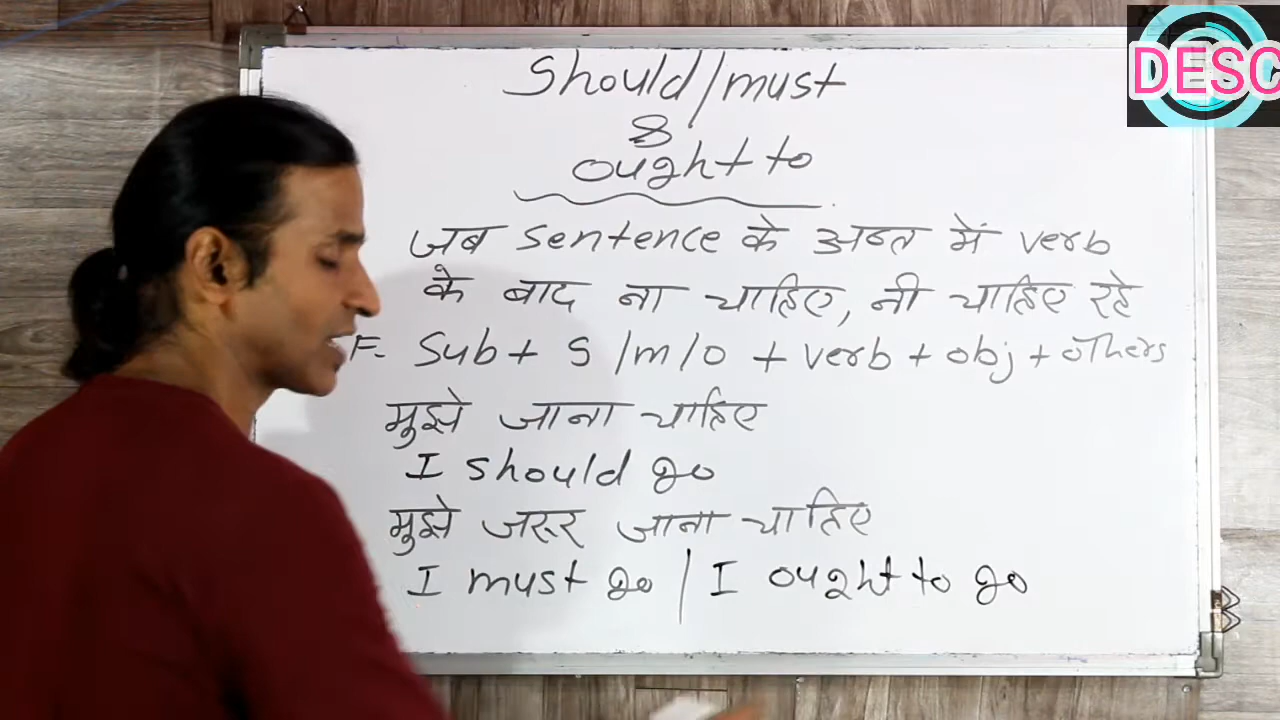 DESC
Should/must
&
ought to
जब sentence के अन्त में verb
के बाद ना चाहिए, नी चाहिए रहे
F. Sub + S/m/o + verb + obj + others
मुझे जाना चाहिए
I should go
मुझे जरूर जाना चाहिए
I must go | I ought to go